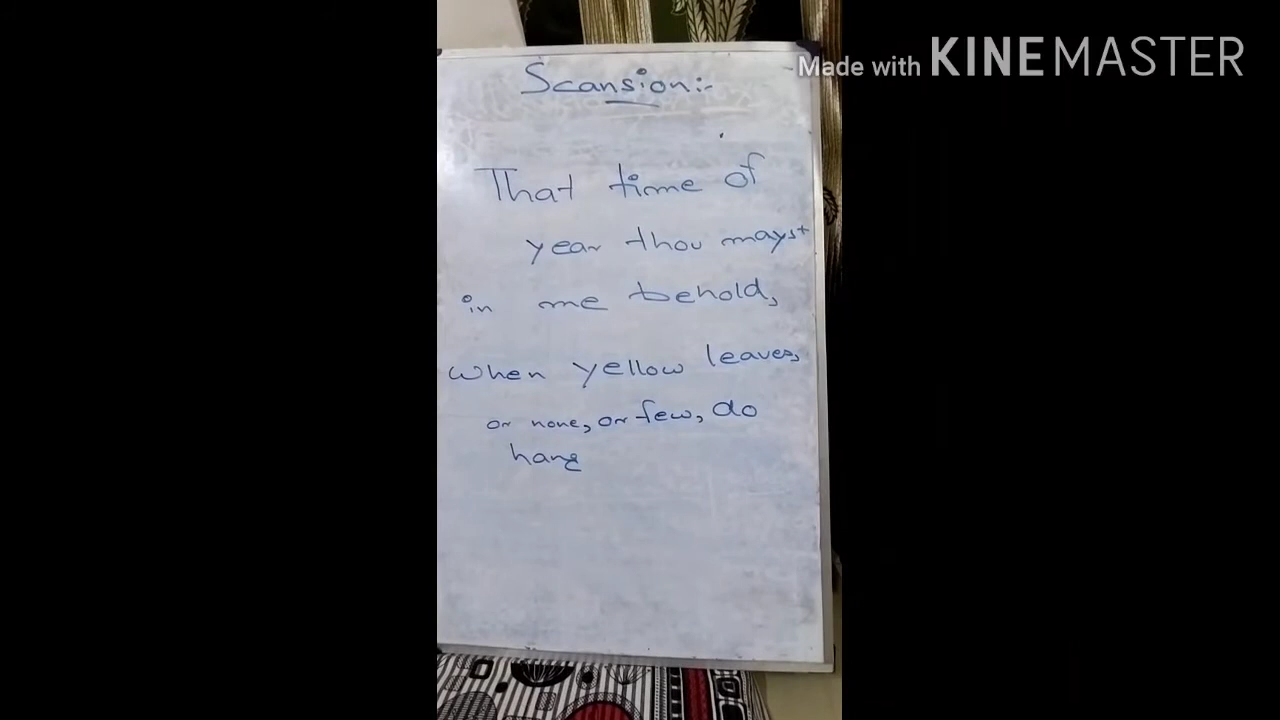 Made with KINEMASTER
Scansion:-
That time of
year thou mayst
in me behold,
when yellow leaves,
or none, or few, do
hang